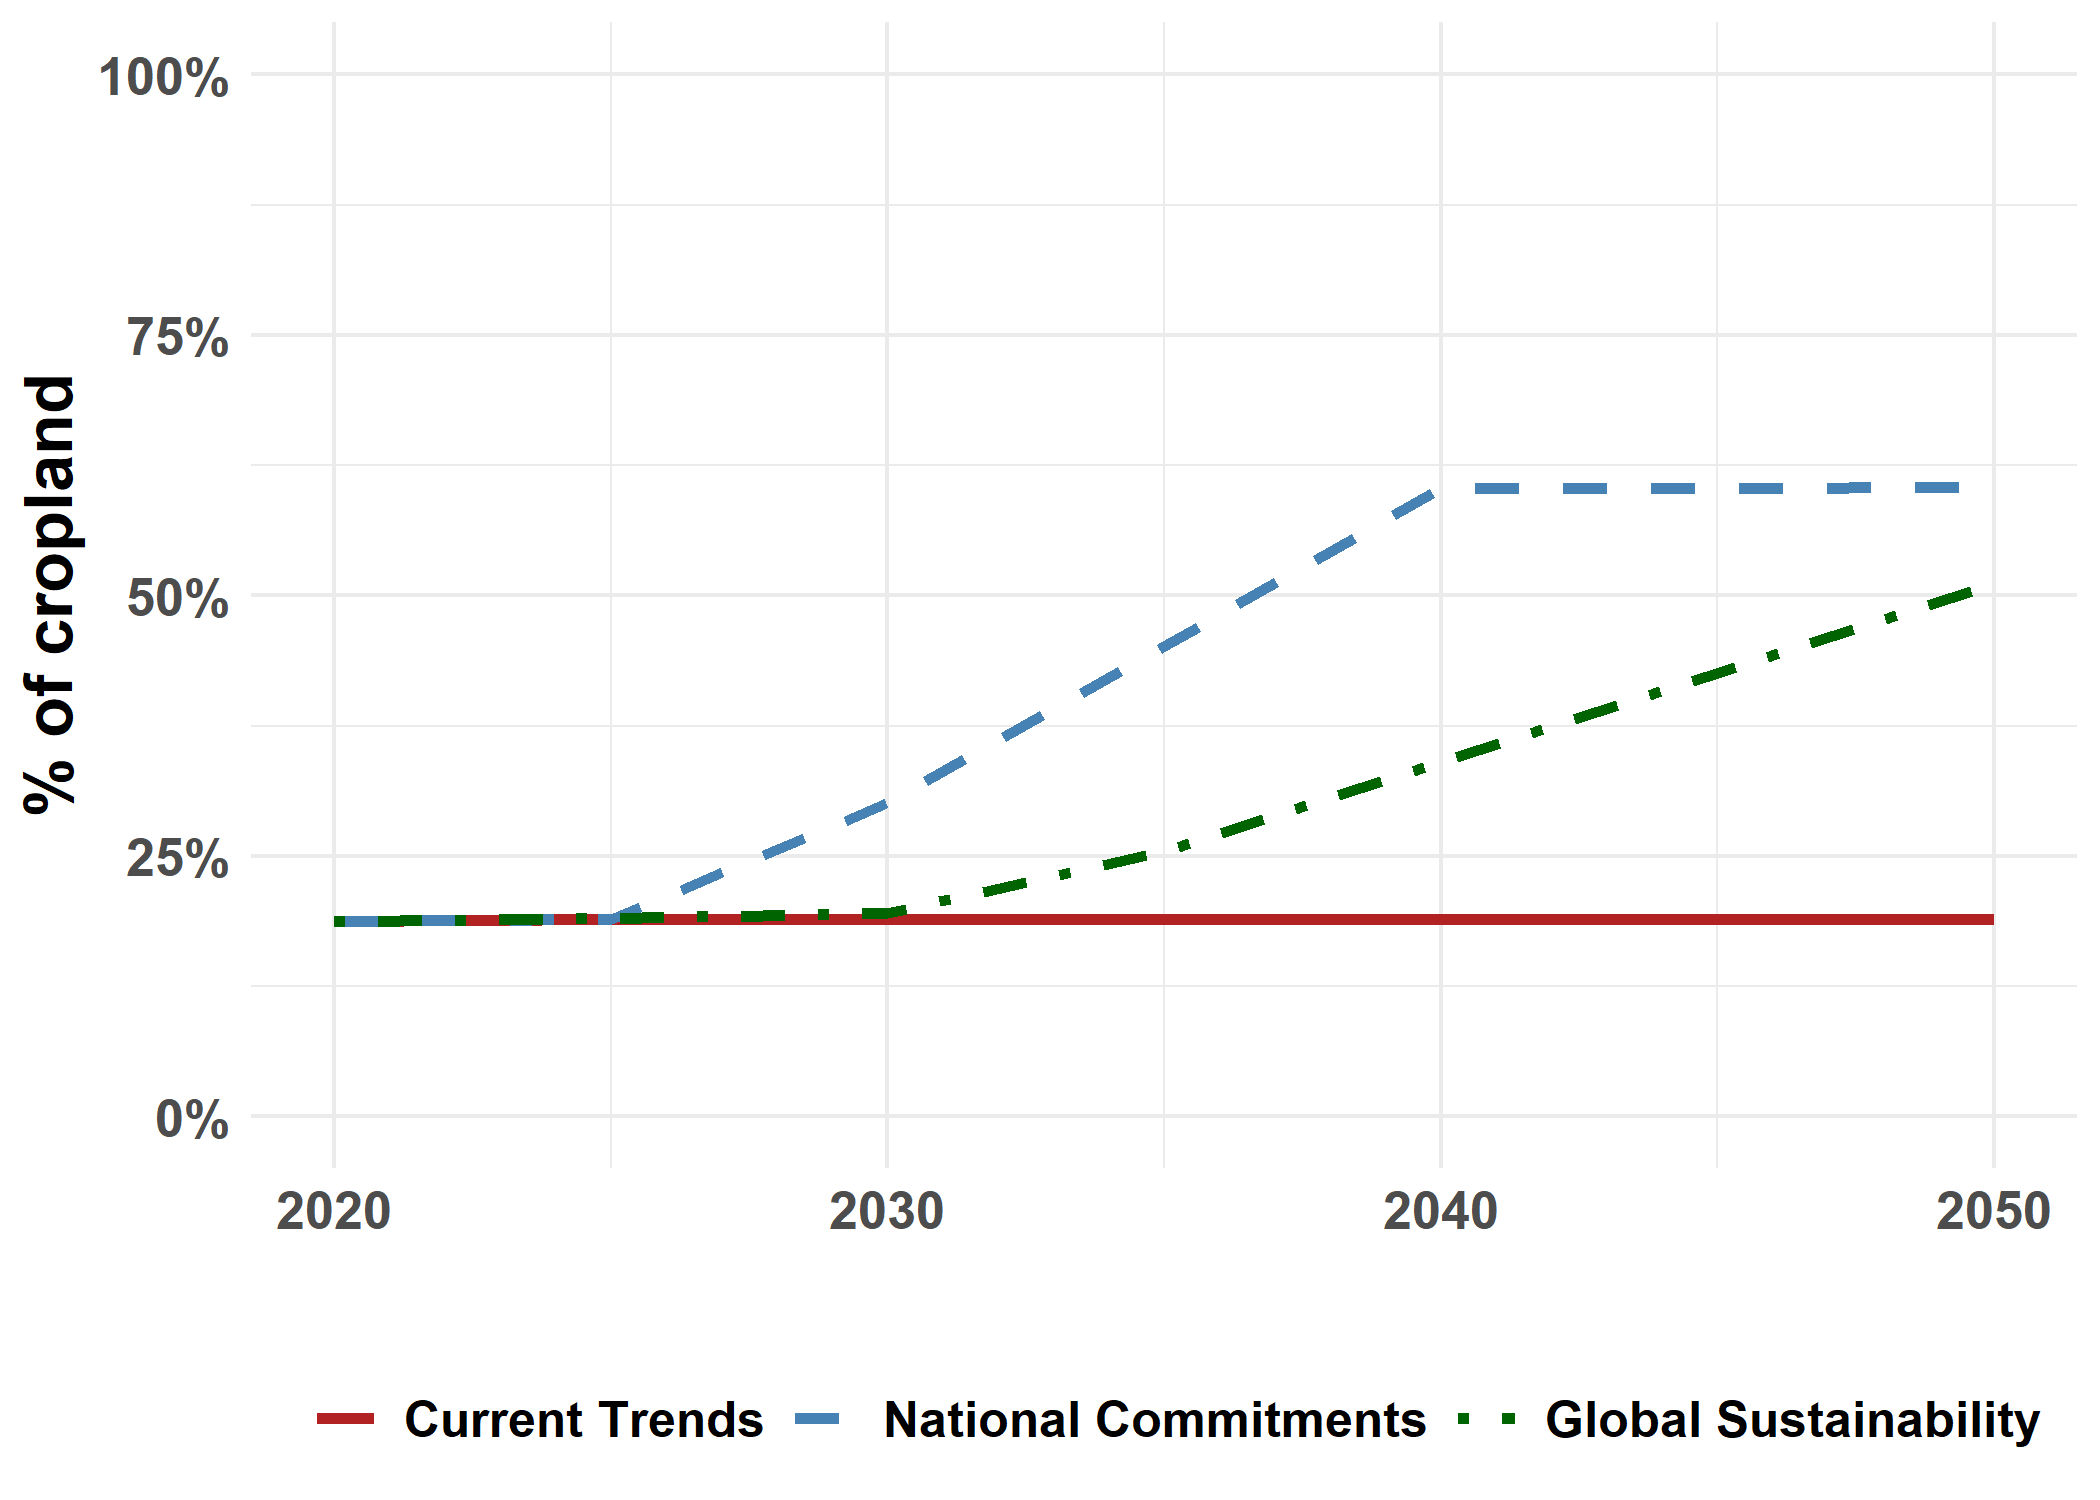 100%
75%
50%
25%
0%
% of cropland
2020 2030 2040 2050
Current Trends National Commitments Global Sustainability